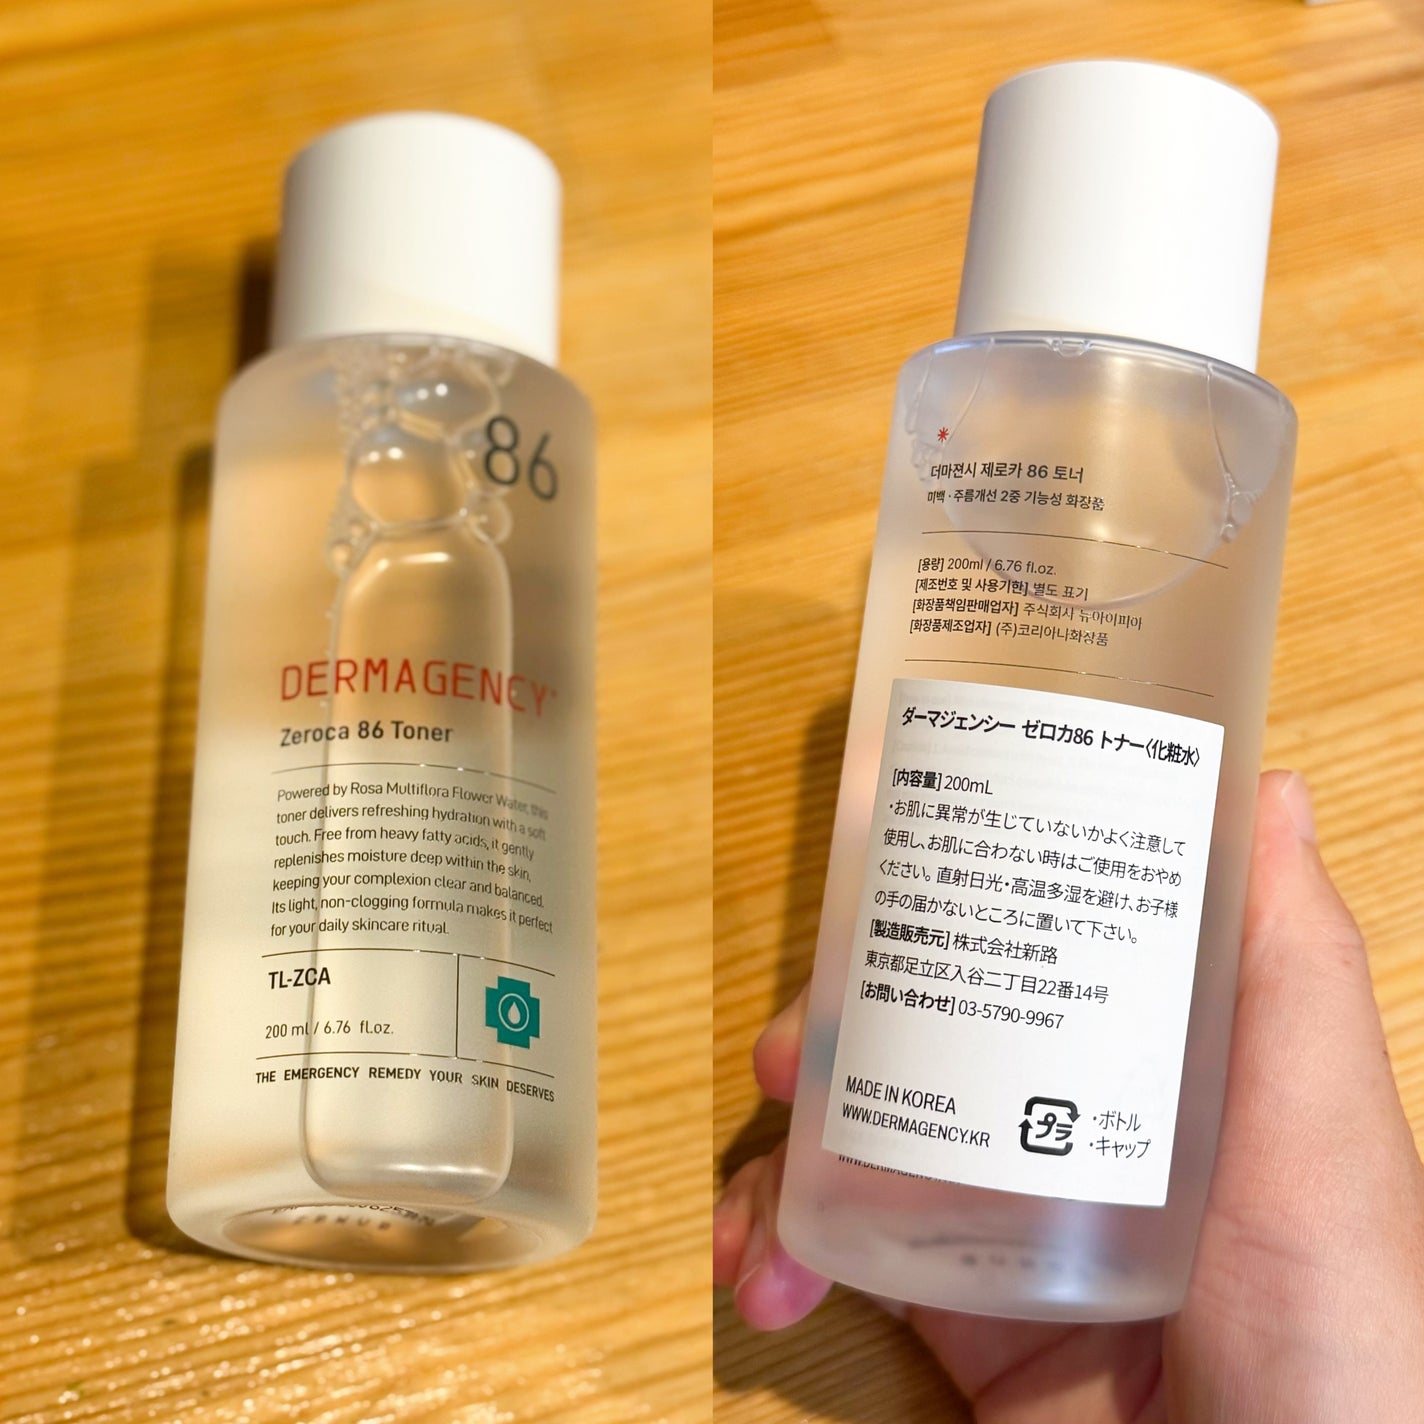 86
DERMAGENCY
Zeroca 86 Toner
Powered by Rosa Multiflora Flower Water, this
toner delivers refreshing hydration with a soft
touch. Free from heavy fatty acids, it gently
replenishes moisture deep within the skin,
keeping your complexion clear and balanced.
Its light, non-clogging formula makes it perfect
for your daily skincare ritual.
TL-ZCA
200 ml / 6.76 fl.oz.
THE EMERGENCY REMEDY YOUR SKIN DESERVES
더마젼시 제로카 86 토너
미백 · 주름개선 2중 기능성 화장품
[용량] 200ml / 6.76 fl.oz.
[제조번호 및 사용기한] 별도 표기
[화장품책임판매업자] 주식회사 뉴아이피아
[화장품제조업자] (주)코리아나화장품
ダーマジェンシー ゼロカ86 トナー〈化粧水〉
[内容量] 200mL
・お肌に異常が生じていないかよく注意して
使用し、お肌に合わない時はご使用をおやめ
ください。直射日光・高温多湿を避け、お子様
の手の届かないところに置いて下さい。
[製造販売元] 株式会社新路
東京都足立区入谷二丁目22番14号
[お問い合わせ] 03-5790-9967
MADE IN KOREA
WWW.DERMAGENCY.KR
プラ
・ボトル
・キャップ